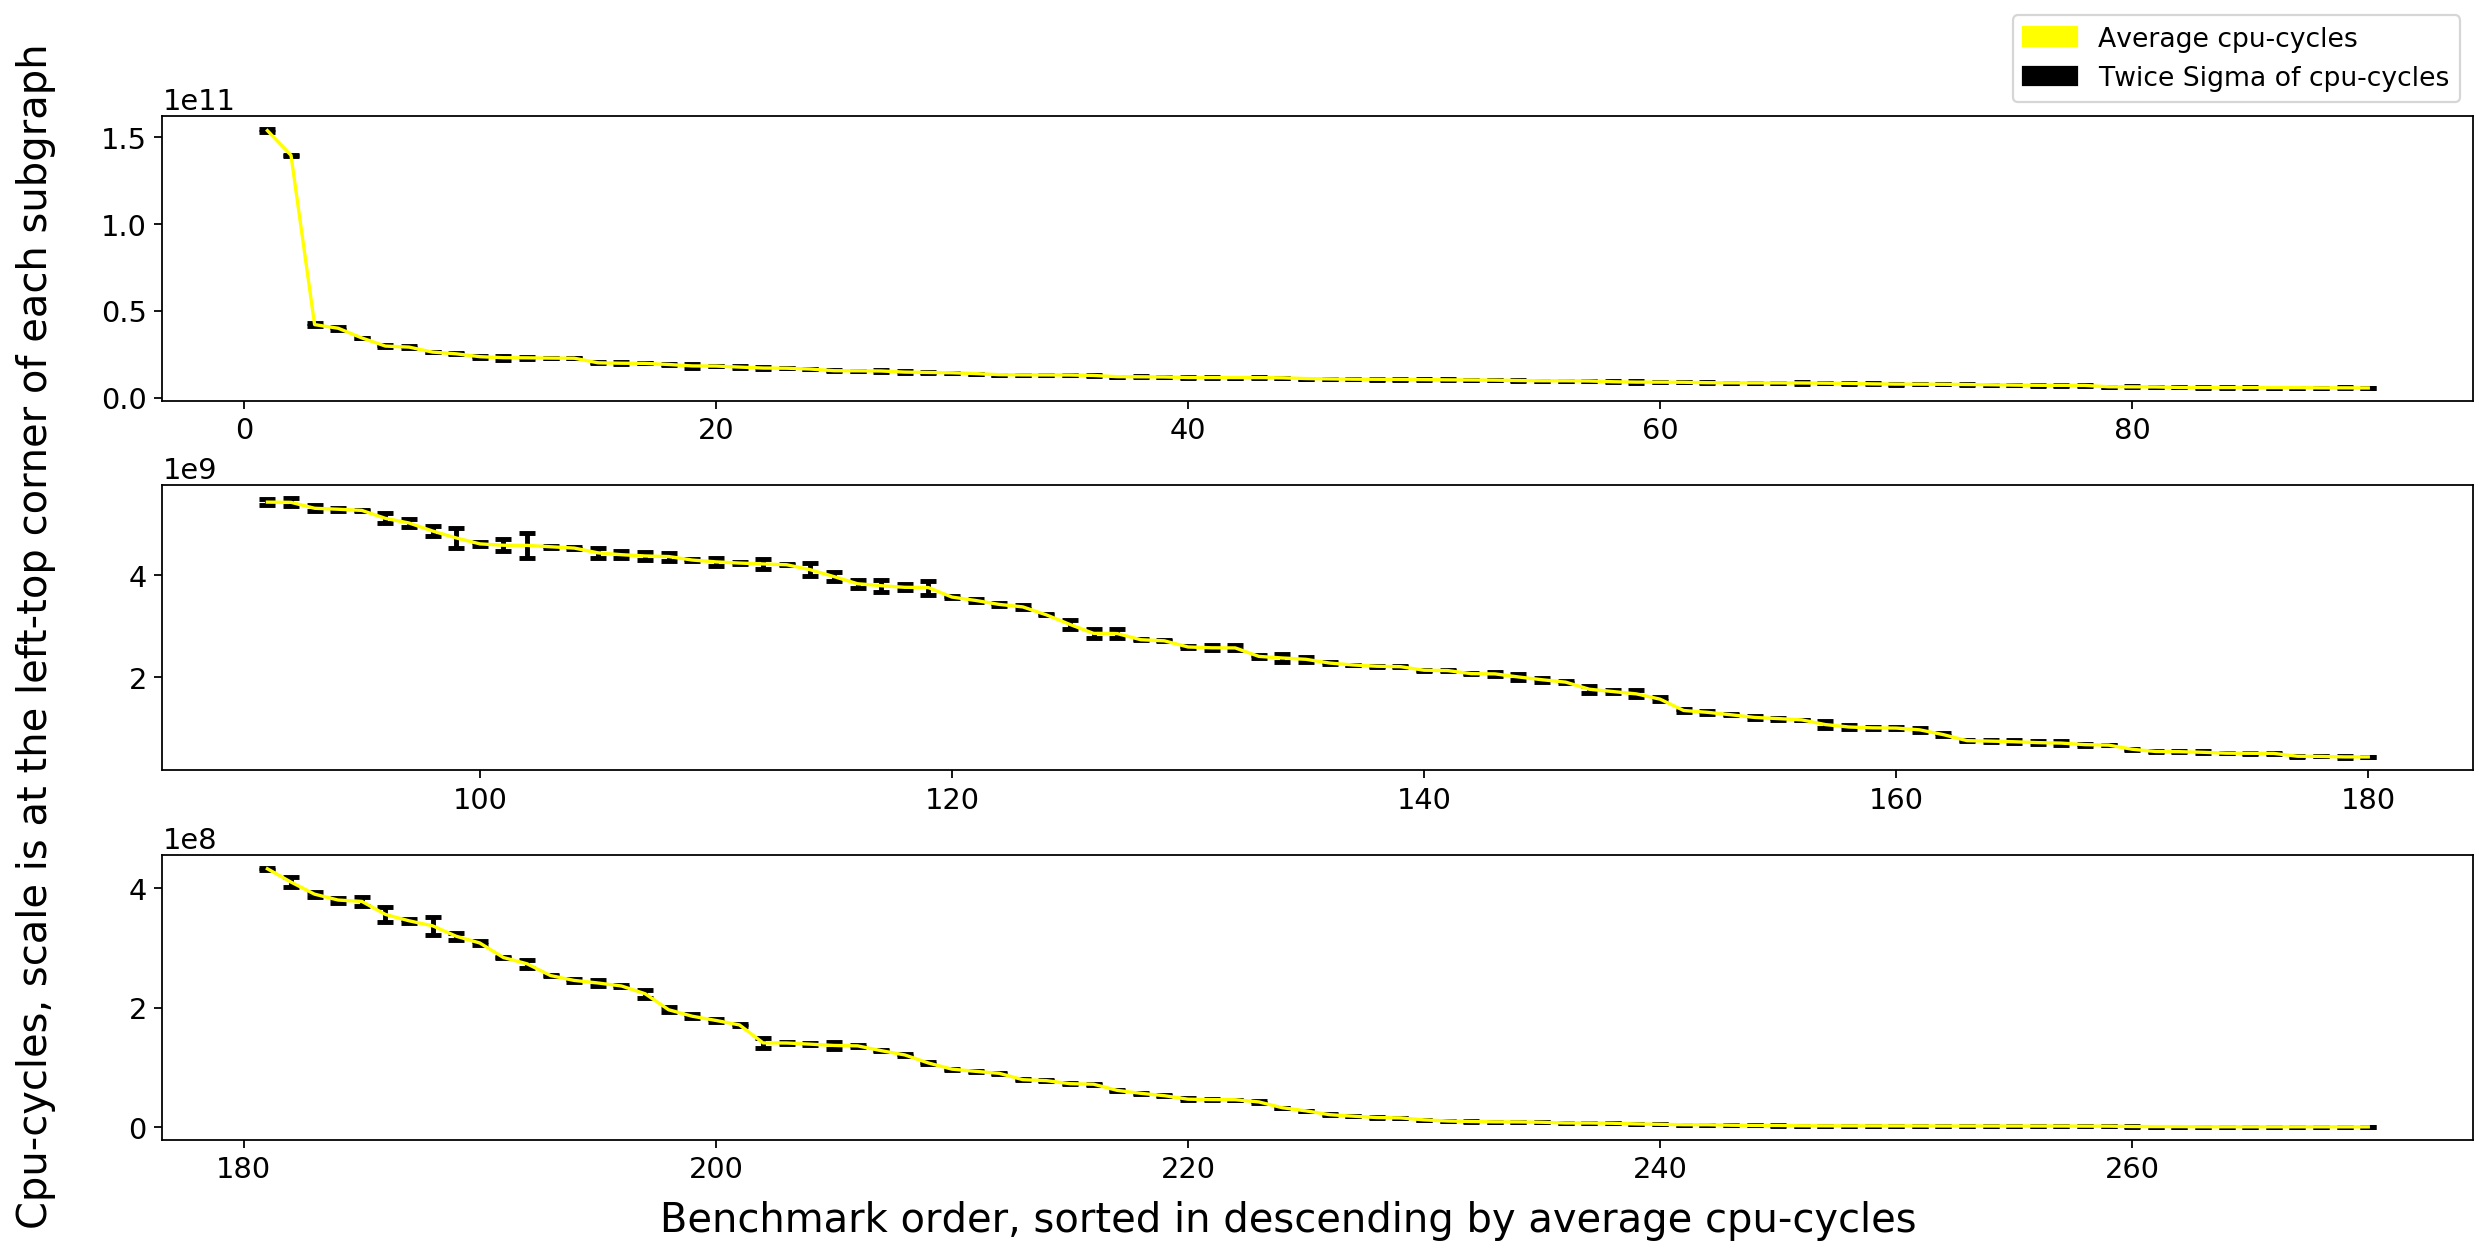 Average cpu-cycles
Twice Sigma of cpu-cycles
Cpu-cycles, scale is at the left-top corner of each subgraph
1e11
1.5
1.0
0.5
0.0
0 20 40 60 80
1e9
4
2
100 120 140 160 180
1e8
4
2
0
180 200 220 240 260
Benchmark order, sorted in descending by average cpu-cycles